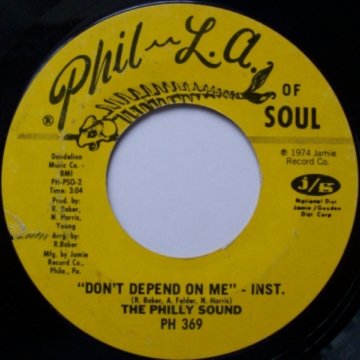 Phil-L.A.
OF
SOUL
®
Dandelion
Music Co. -
BMI
PH-PSO-2
Time: 3:04
Prod. by:
R. Baker,
N. Harris,
Young
Arrg. by:
R. Baker
Mfg. by Jamie
Record Co.,
Phila., Pa.
℗ 1974 Jamie
Record Co.
j/g
National Dist
Jamie/Guyden
Dist Corp
"DON'T DEPEND ON ME" - INST.
(R. Baker, A. Felder, N. Harris)
THE PHILLY SOUND
PH 369